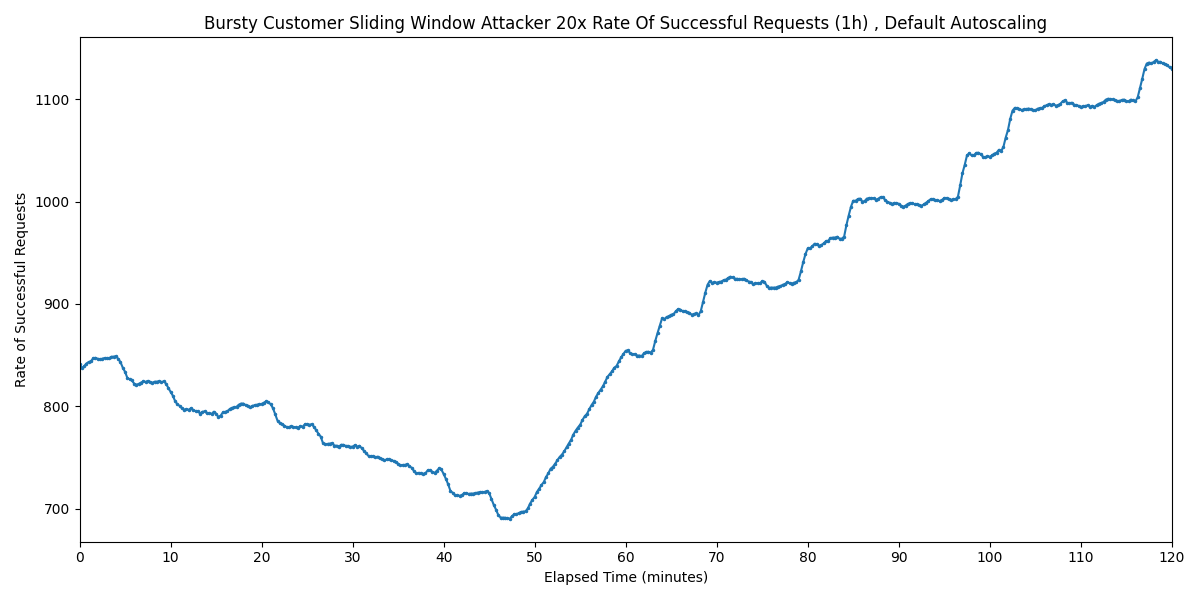 Bursty Customer Sliding Window Attacker 20x Rate Of Successful Requests (1h) , Default Autoscaling
1100
1000
900
800
700
Rate of Successful Requests
0 10 20 30 40 50 60 70 80 90 100 110 120
Elapsed Time (minutes)